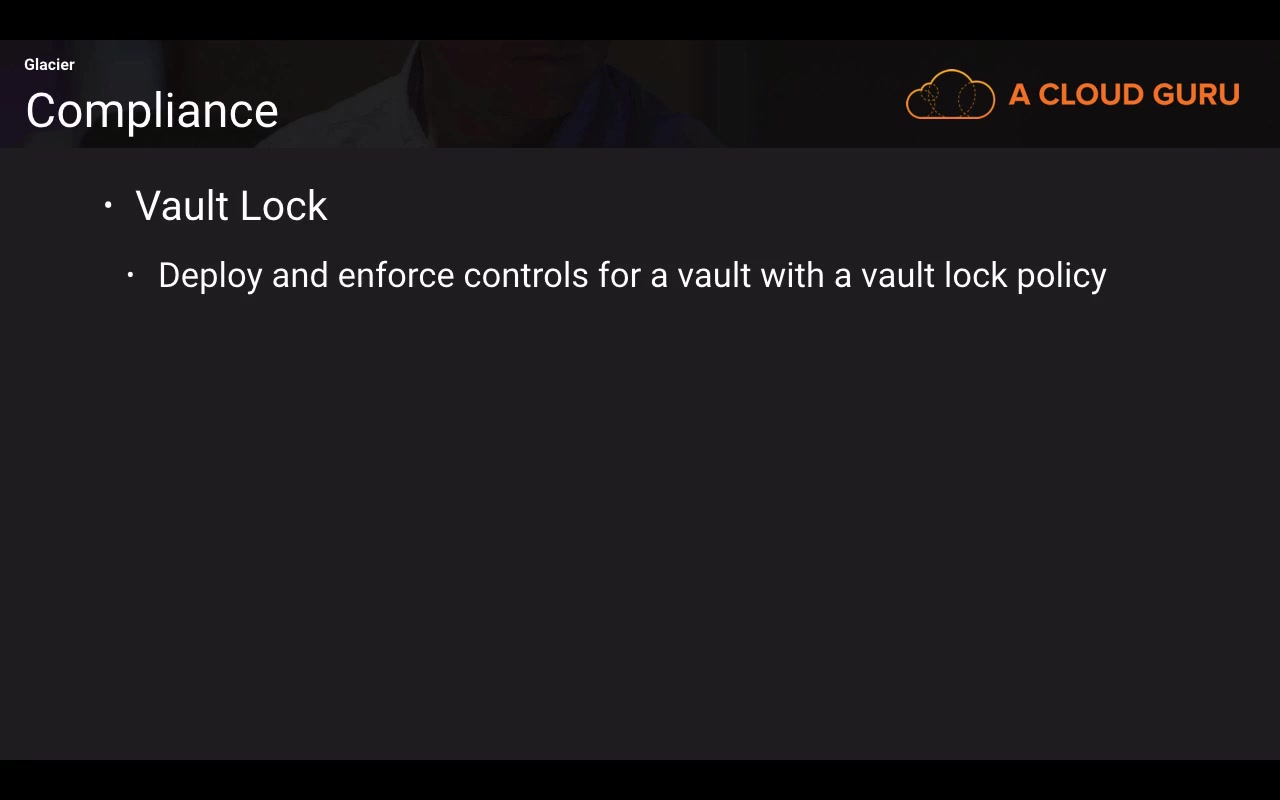 Glacier
Compliance
A CLOUD GURU
• Vault Lock
• Deploy and enforce controls for a vault with a vault lock policy